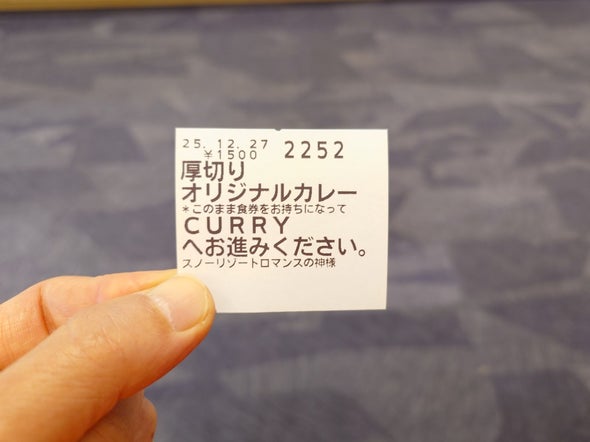 25.12.27 2252
￥1500
厚切り
オリジナルカレー
*このまま食券をお持ちになって
CURRY
へお進みください。
スノーリゾートロマンスの神様